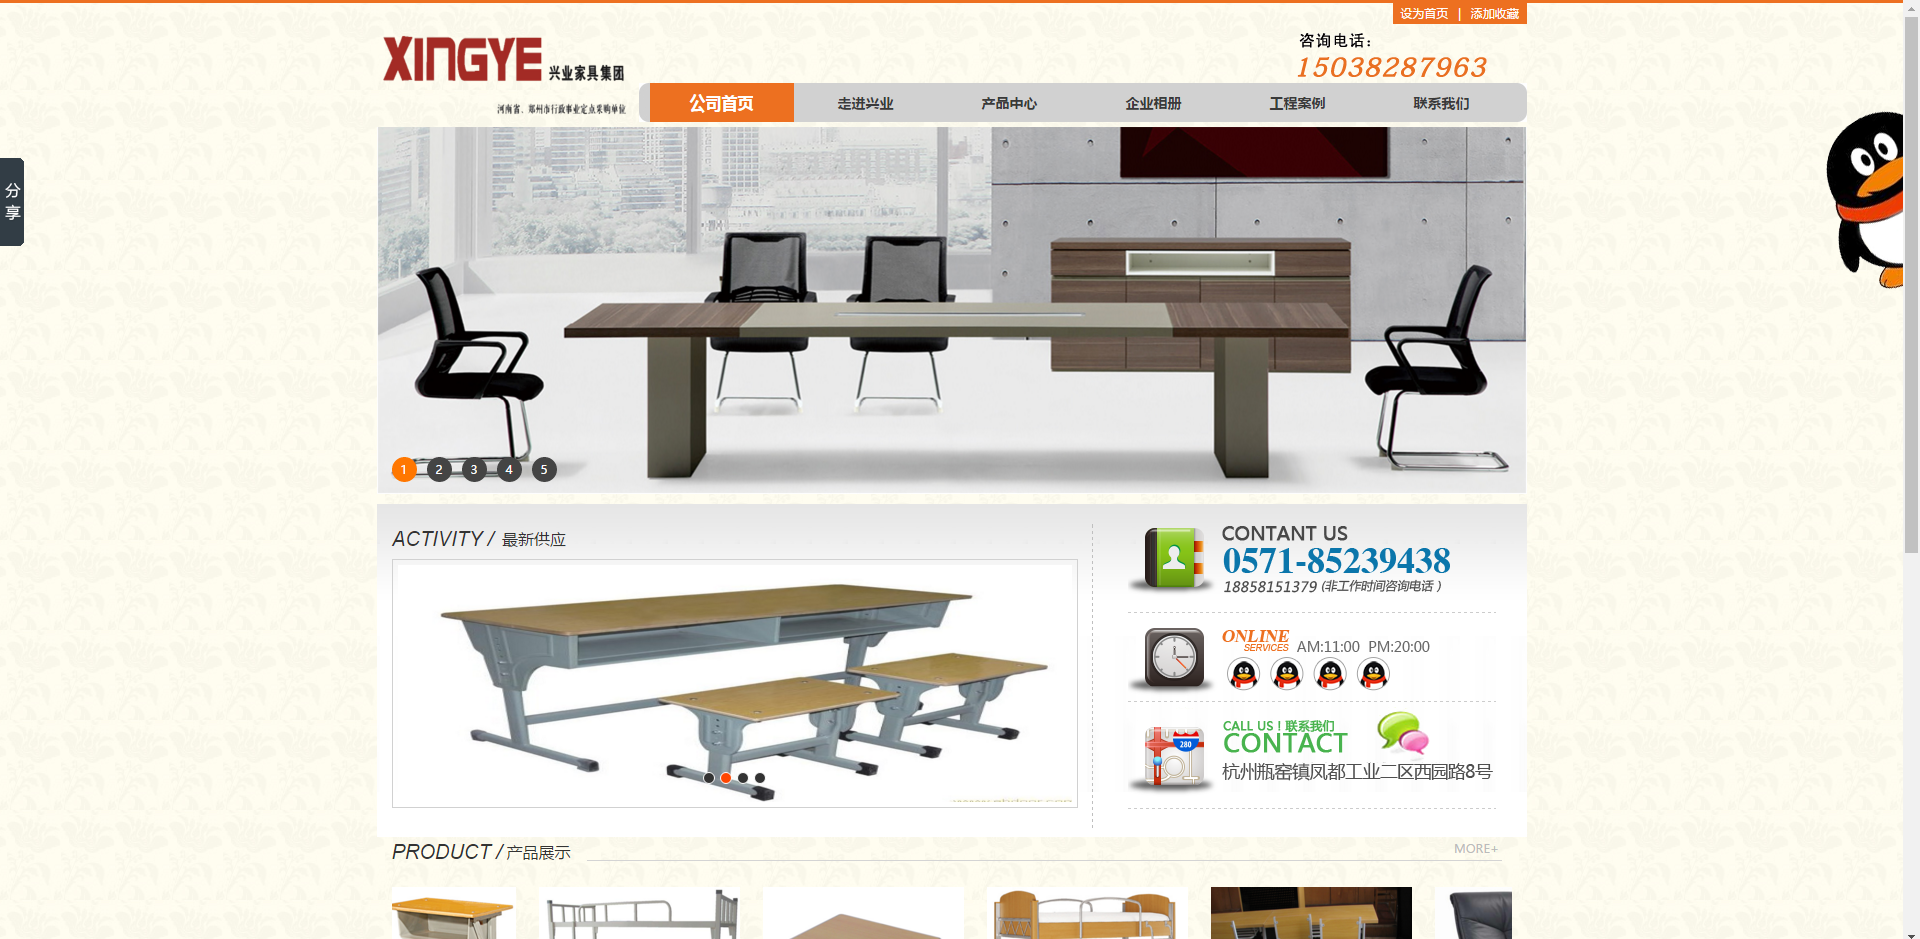 设为首页 | 添加收藏
XINGYE 兴业家具集团
河南省、郑州市行政事业定点采购单位
咨询电话：
15038287963
公司首页 走进兴业 产品中心 企业相册 工程案例 联系我们
分享
1 2 3 4 5
ACTIVITY / 最新供应
CONTANT US
0571-85239438
18858151379 (非工作时间咨询电话 )
ONLINE
SERVICES AM:11:00 PM:20:00
CALL US ! 联系我们
CONTACT
280
杭州瓶窑镇凤都工业二区西园路8号
PRODUCT / 产品展示
MORE+